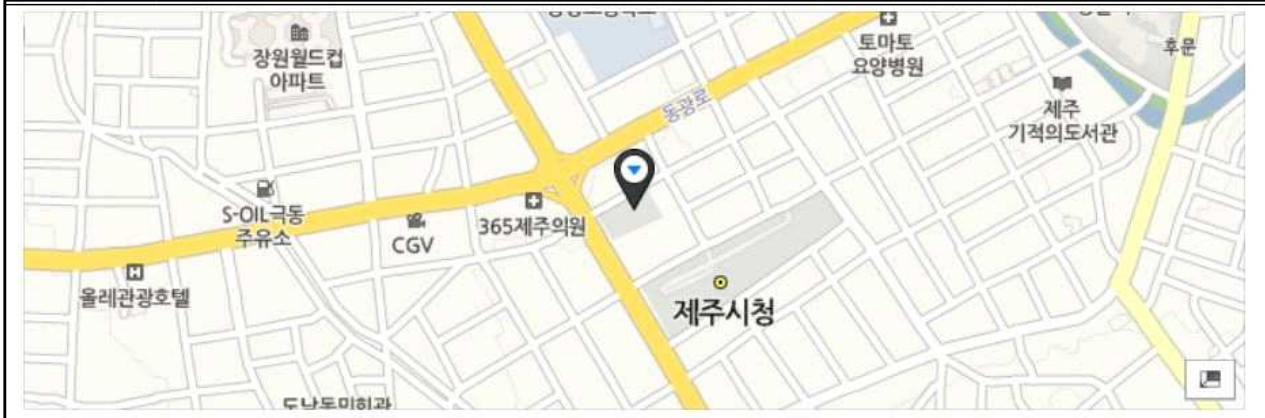 장원월드컵
아파트
토마토
요양병원
후문
제주
기적의도서관
동광로
S-OIL극동
주유소
CGV
365제주의원
올레관광호텔
제주시청